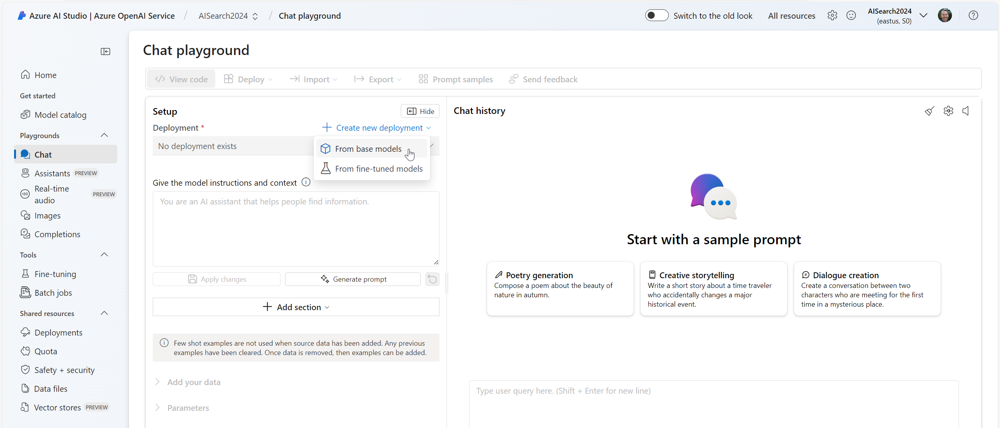 Azure AI Studio | Azure OpenAI Service / AISearch2024 / Chat playground
Switch to the old look
All resources
AISearch2024
(eastus, S0)
Home
Get started
Model catalog
Playgrounds
Chat
Assistants PREVIEW
Real-time
audio
PREVIEW
Images
Completions
Tools
Fine-tuning
Batch jobs
Shared resources
Deployments
Quota
Safety + security
Data files
Vector stores PREVIEW
Chat playground
View code
Deploy
Import
Export
Prompt samples
Send feedback
Setup
Hide
Deployment *
Create new deployment
No deployment exists
From base models
From fine-tuned models
Give the model instructions and context
You are an AI assistant that helps people find information.
Apply changes
Generate prompt
Add section
Few shot examples are not used when source data has been added. Any previous
examples have been cleared. Once data is removed, then examples can be added.
Add your data
Parameters
Chat history
Start with a sample prompt
Poetry generation
Compose a poem about the beauty of
nature in autumn.
Creative storytelling
Write a short story about a time traveler
who accidentally changes a major
historical event.
Dialogue creation
Create a conversation between two
characters who are meeting for the first
time in a mysterious place.
Type user query here. (Shift + Enter for new line)